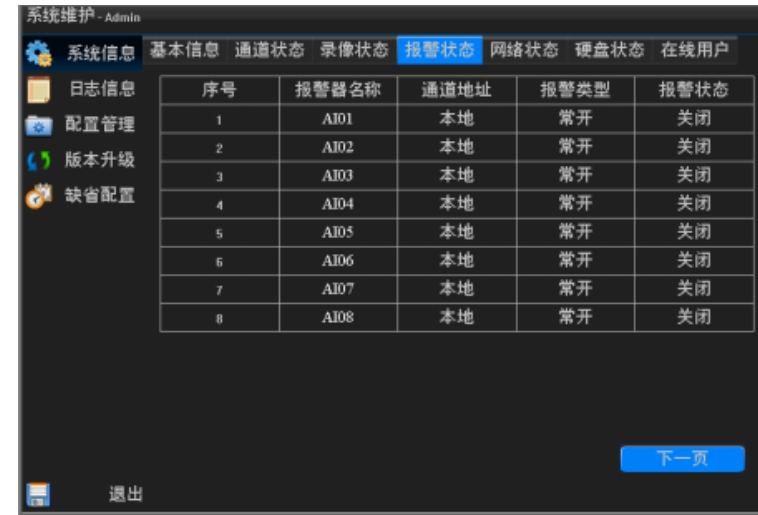 系统维护 - Admin
系统信息 基本信息 通道状态 录像状态 报警状态 网络状态 硬盘状态 在线用户
日志信息
配置管理
版本升级
缺省配置
序号 报警器名称 通道地址 报警类型 报警状态
1 AI01 本地 常开 关闭
2 AI02 本地 常开 关闭
3 AI03 本地 常开 关闭
4 AI04 本地 常开 关闭
5 AI05 本地 常开 关闭
6 AI06 本地 常开 关闭
7 AI07 本地 常开 关闭
8 AI08 本地 常开 关闭
下一页
退出